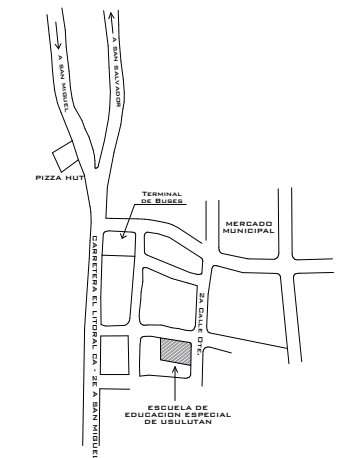 A SAN MIGUEL
A SAN SALVADOR
PIZZA HUT
TERMINAL
DE BUSES
MERCADO
MUNICIPAL
CARRETERA EL LITORAL CA - 2E A SAN MIGUEL
2A CALLE OTE.
ESCUELA DE
EDUCACION ESPECIAL
DE USULUTAN